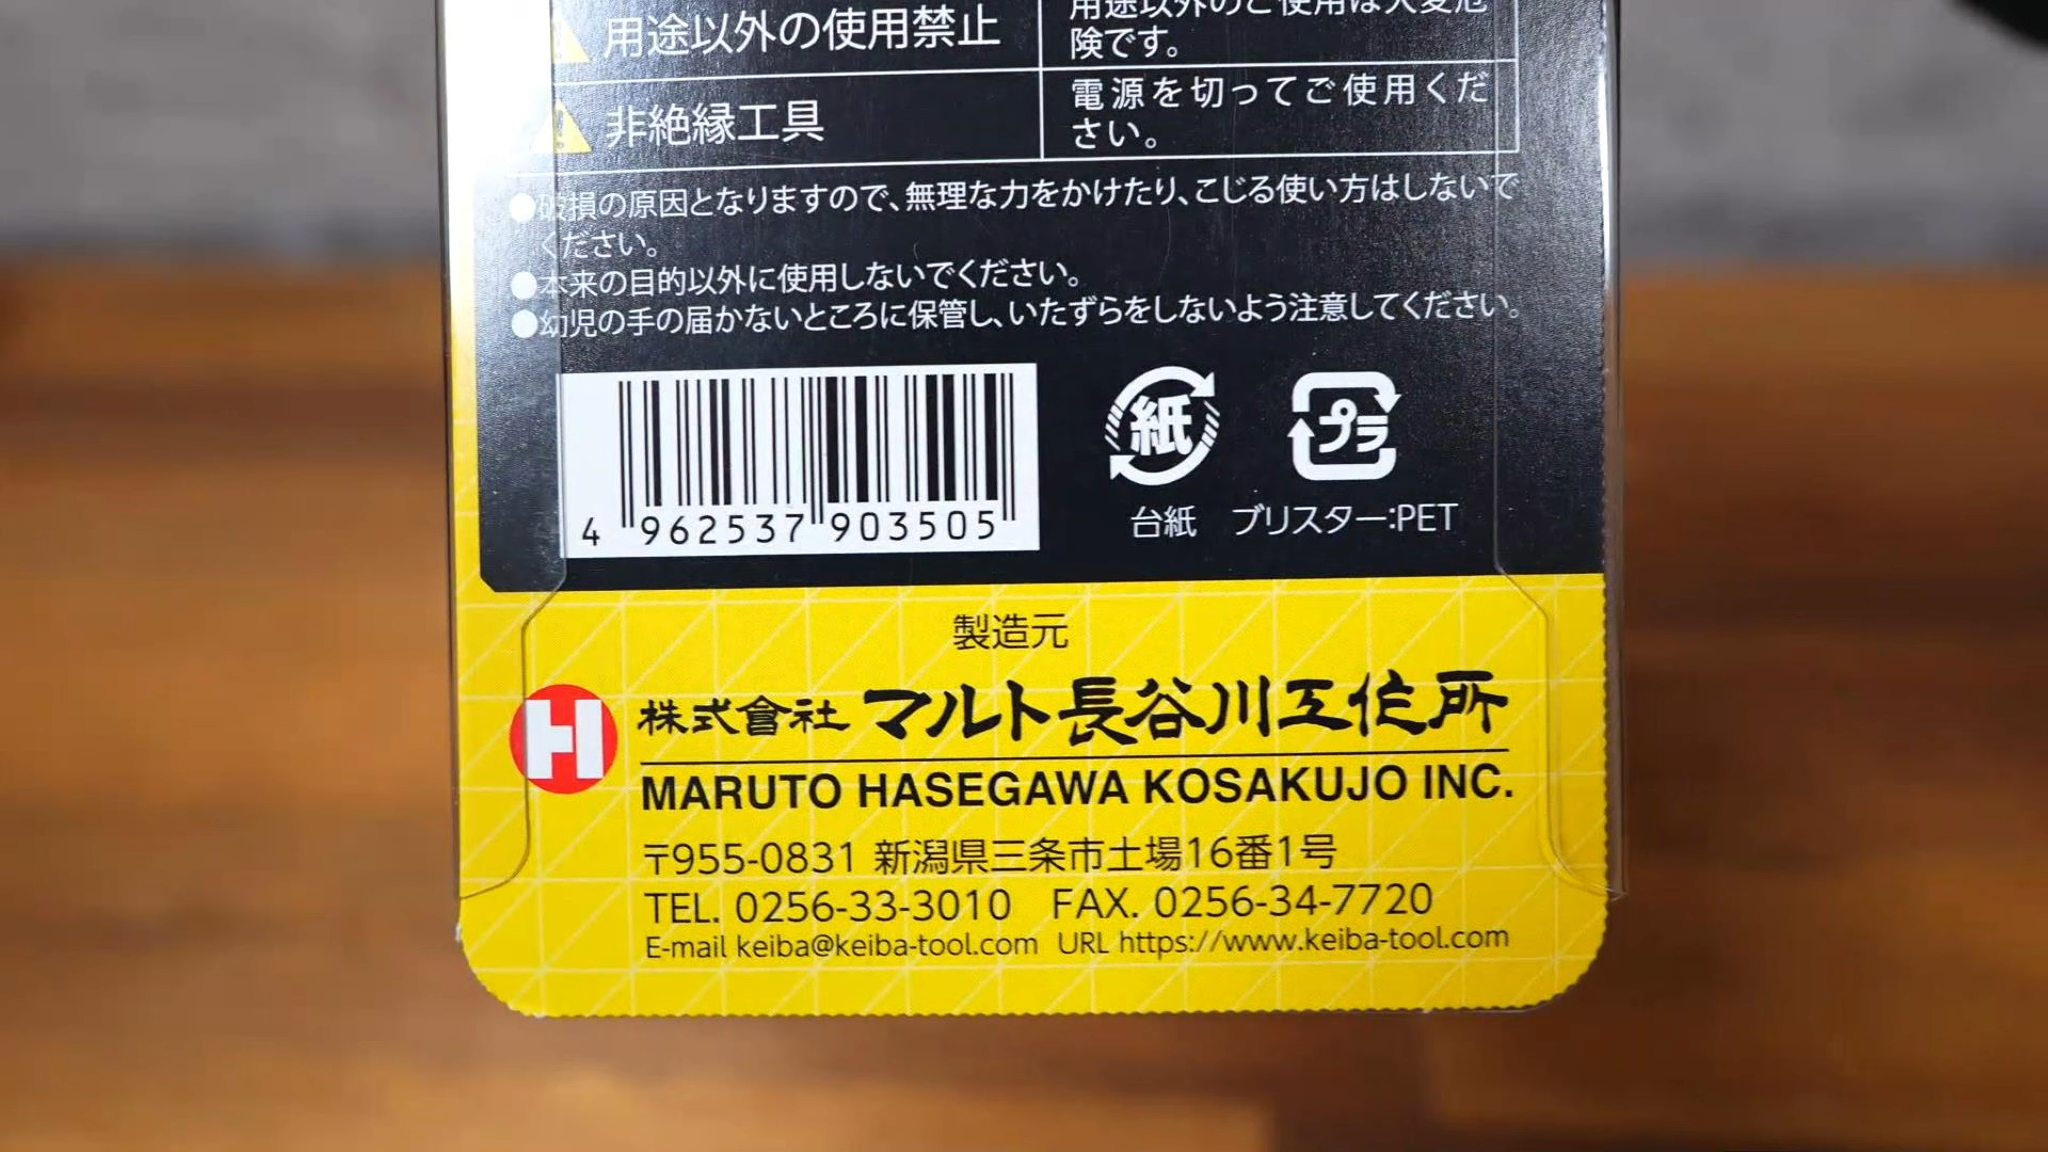 用途以外の使用禁止
用途以外のご使用は大変危
険です。
非絶縁工具
電源を切ってご使用くだ
さい。
●破損の原因となりますので、無理な力をかけたり、こじる使い方はしないで
ください。
●本来の目的以外に使用しないでください。
●幼児の手の届かないところに保管し、いたずらをしないよう注意してください。
4 962537 903505
紙
台紙
プラ
ブリスター:PET
製造元
H 株式會社 マルト長谷川工作所
MARUTO HASEGAWA KOSAKUJO INC.
〒955-0831 新潟県三条市土場16番1号
TEL. 0256-33-3010 FAX. 0256-34-7720
E-mail keiba@keiba-tool.com URL https://www.keiba-tool.com